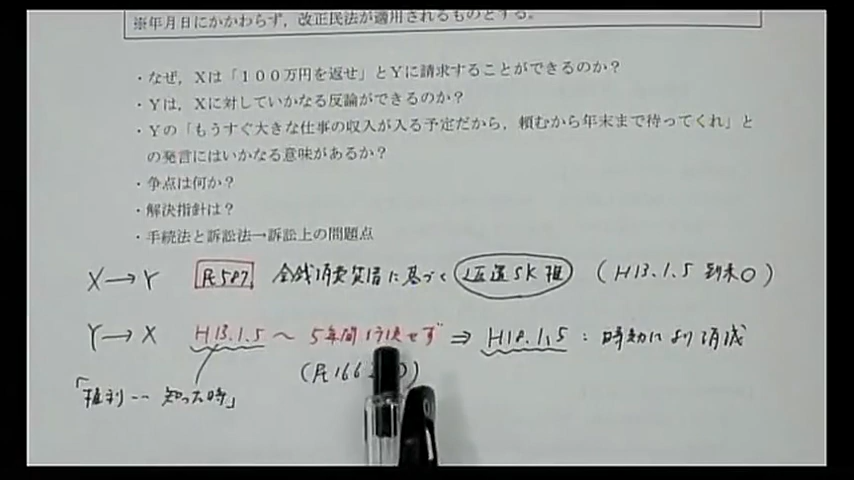 ※年月日にかかわらず，改正民法が適用されるものとする。
・なぜ，Xは「１００万円を返せ」とYに請求することができるのか？
・Yは，Xに対していかなる反論ができるのか？
・Yの「もうすぐ大きな仕事の収入が入る予定だから，頼むから年末まで待ってくれ」と
の発言にはいかなる意味があるか？
・争点は何か？
・解決指針は？
・手続法と訴訟法→訴訟上の問題点
X→Y 民587 金銭消費貸借に基づく 返還SK権 (H13.1.5 到来〇)
Y→X H13.1.5～5年間行使せず ⇒ H18.1.5：時効により消滅
「権利-- 知った時」 (民166